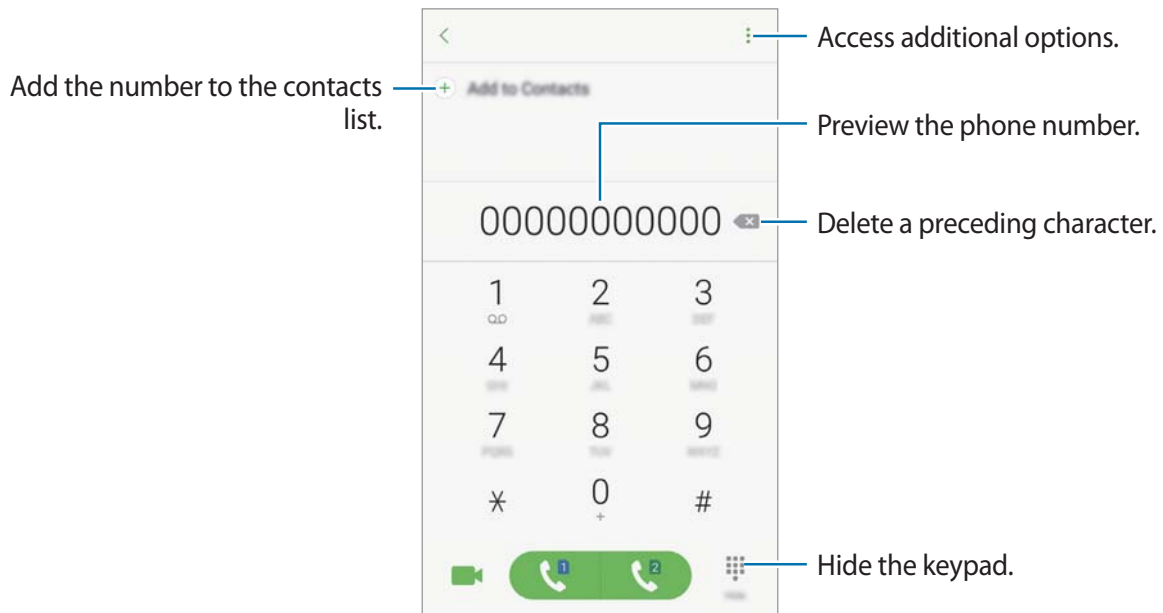 Access additional options.
Add the number to the contacts
list.
Add to Contacts
Preview the phone number.
00000000000
Delete a preceding character.
1 2 3
4 5 6
7 8 9
* 0 #
+
1 2
Hide the keypad.